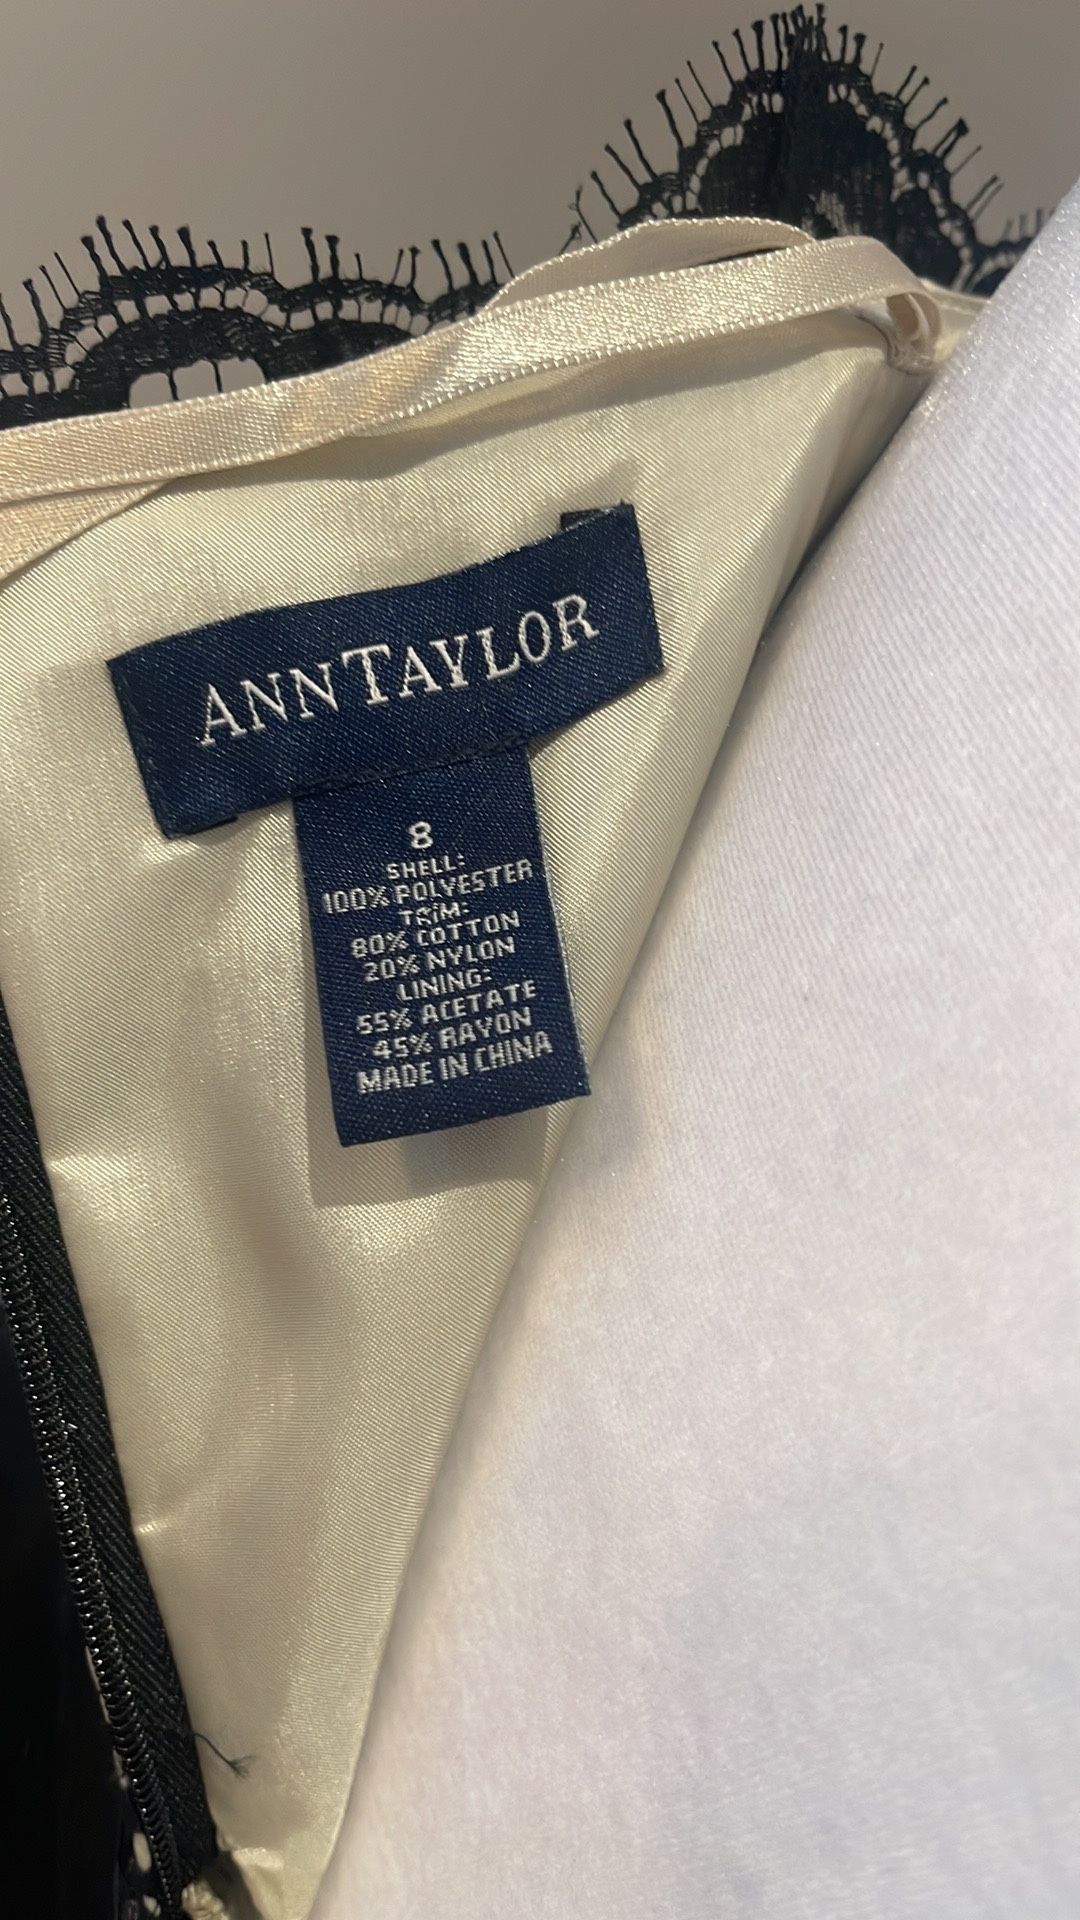 ANNTAYLOR
8
SHELL:
100% POLYESTER
TRIM:
80% COTTON
20% NYLON
LINING:
55% ACETATE
45% RAYON
MADE IN CHINA